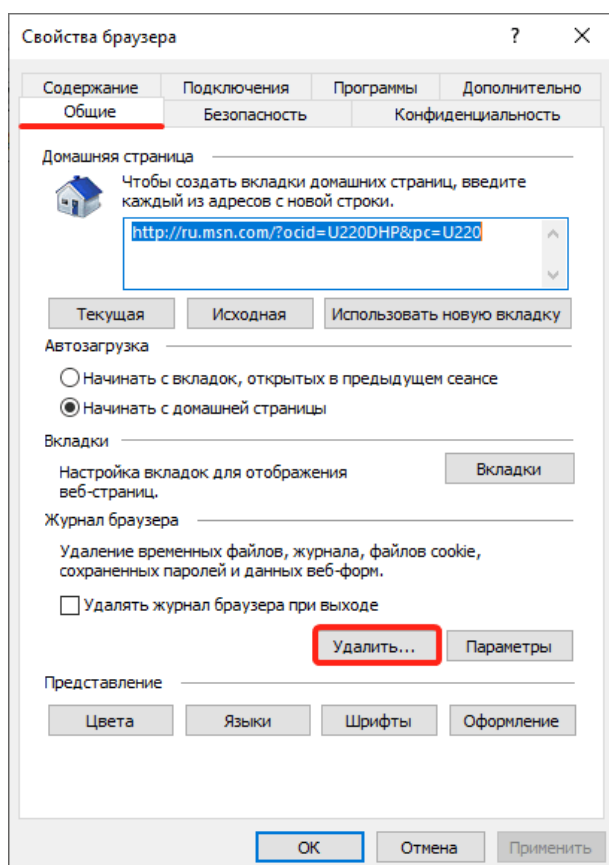 Свойства браузера
?
Содержание Подключения Программы Дополнительно
Общие Безопасность Конфиденциальность
Домашняя страница
Чтобы создать вкладки домашних страниц, введите
каждый из адресов с новой строки.
http://ru.msn.com/?ocid=U220DHP&pc=U220
Текущая Исходная Использовать новую вкладку
Автозагрузка
Начинать с вкладок, открытых в предыдущем сеансе
Начинать с домашней страницы
Вкладки
Настройка вкладок для отображения
веб-страниц.
Вкладки
Журнал браузера
Удаление временных файлов, журнала, файлов cookie,
сохраненных паролей и данных веб-форм.
Удалять журнал браузера при выходе
Удалить... Параметры
Представление
Цвета Языки Шрифты Оформление
ОК Отмена Применить